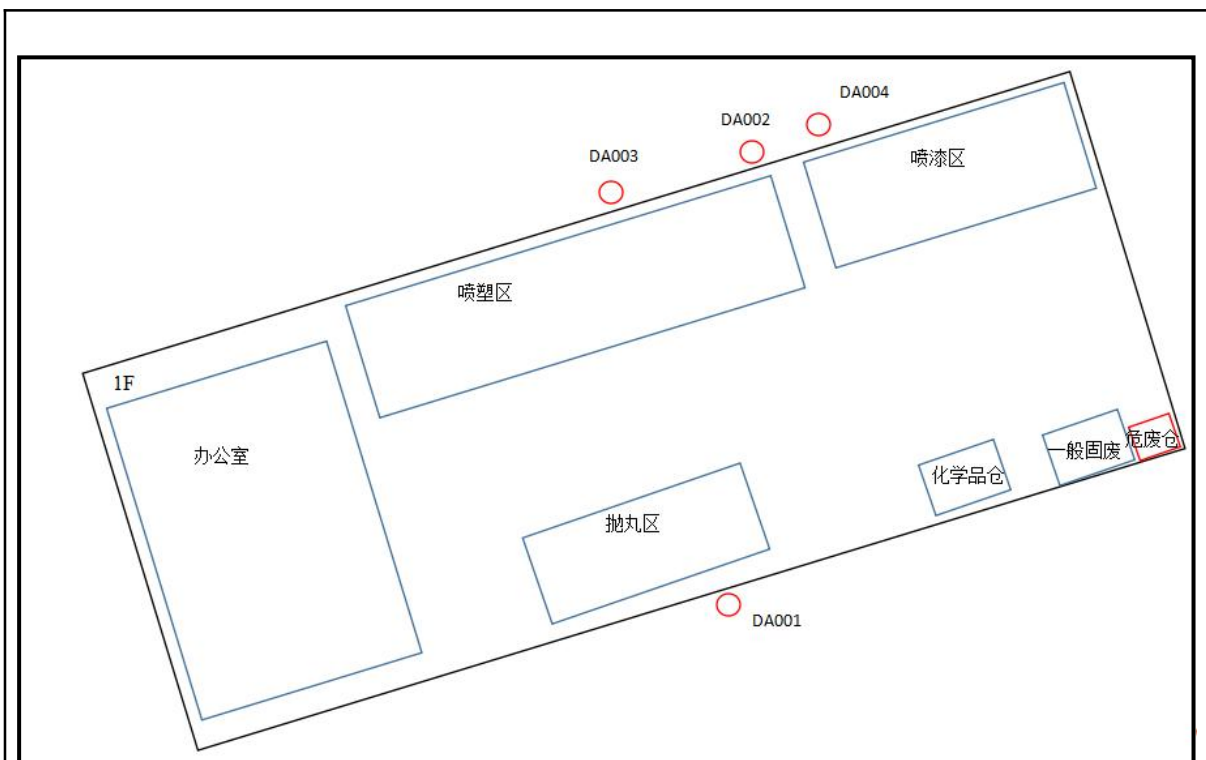 DA004
DA002
DA003
喷漆区
喷塑区
1F
办公室
危废仓
一般固废
化学品仓
抛丸区
DA001